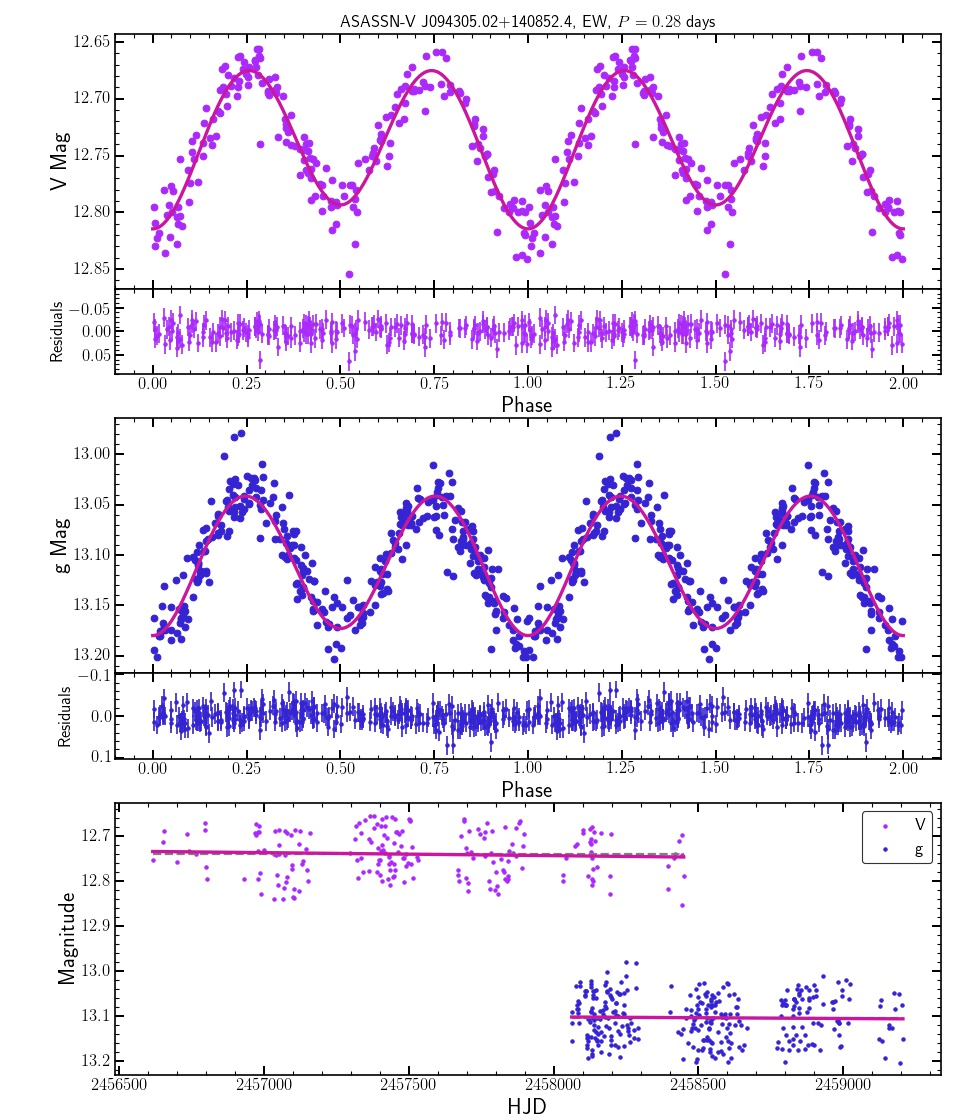 ASASSN-V J094305.02+140852.4, EW, P = 0.28 days
12.65
12.70
12.75
12.80
12.85
V Mag
−0.05
0.00
0.05
Residuals
0.00 0.25 0.50 0.75 1.00 1.25 1.50 1.75 2.00
Phase
13.00
13.05
13.10
13.15
13.20
g Mag
−0.1
0.0
0.1
Residuals
0.00 0.25 0.50 0.75 1.00 1.25 1.50 1.75 2.00
Phase
V
g
12.7
12.8
12.9
13.0
13.1
13.2
Magnitude
2456500 2457000 2457500 2458000 2458500 2459000
HJD